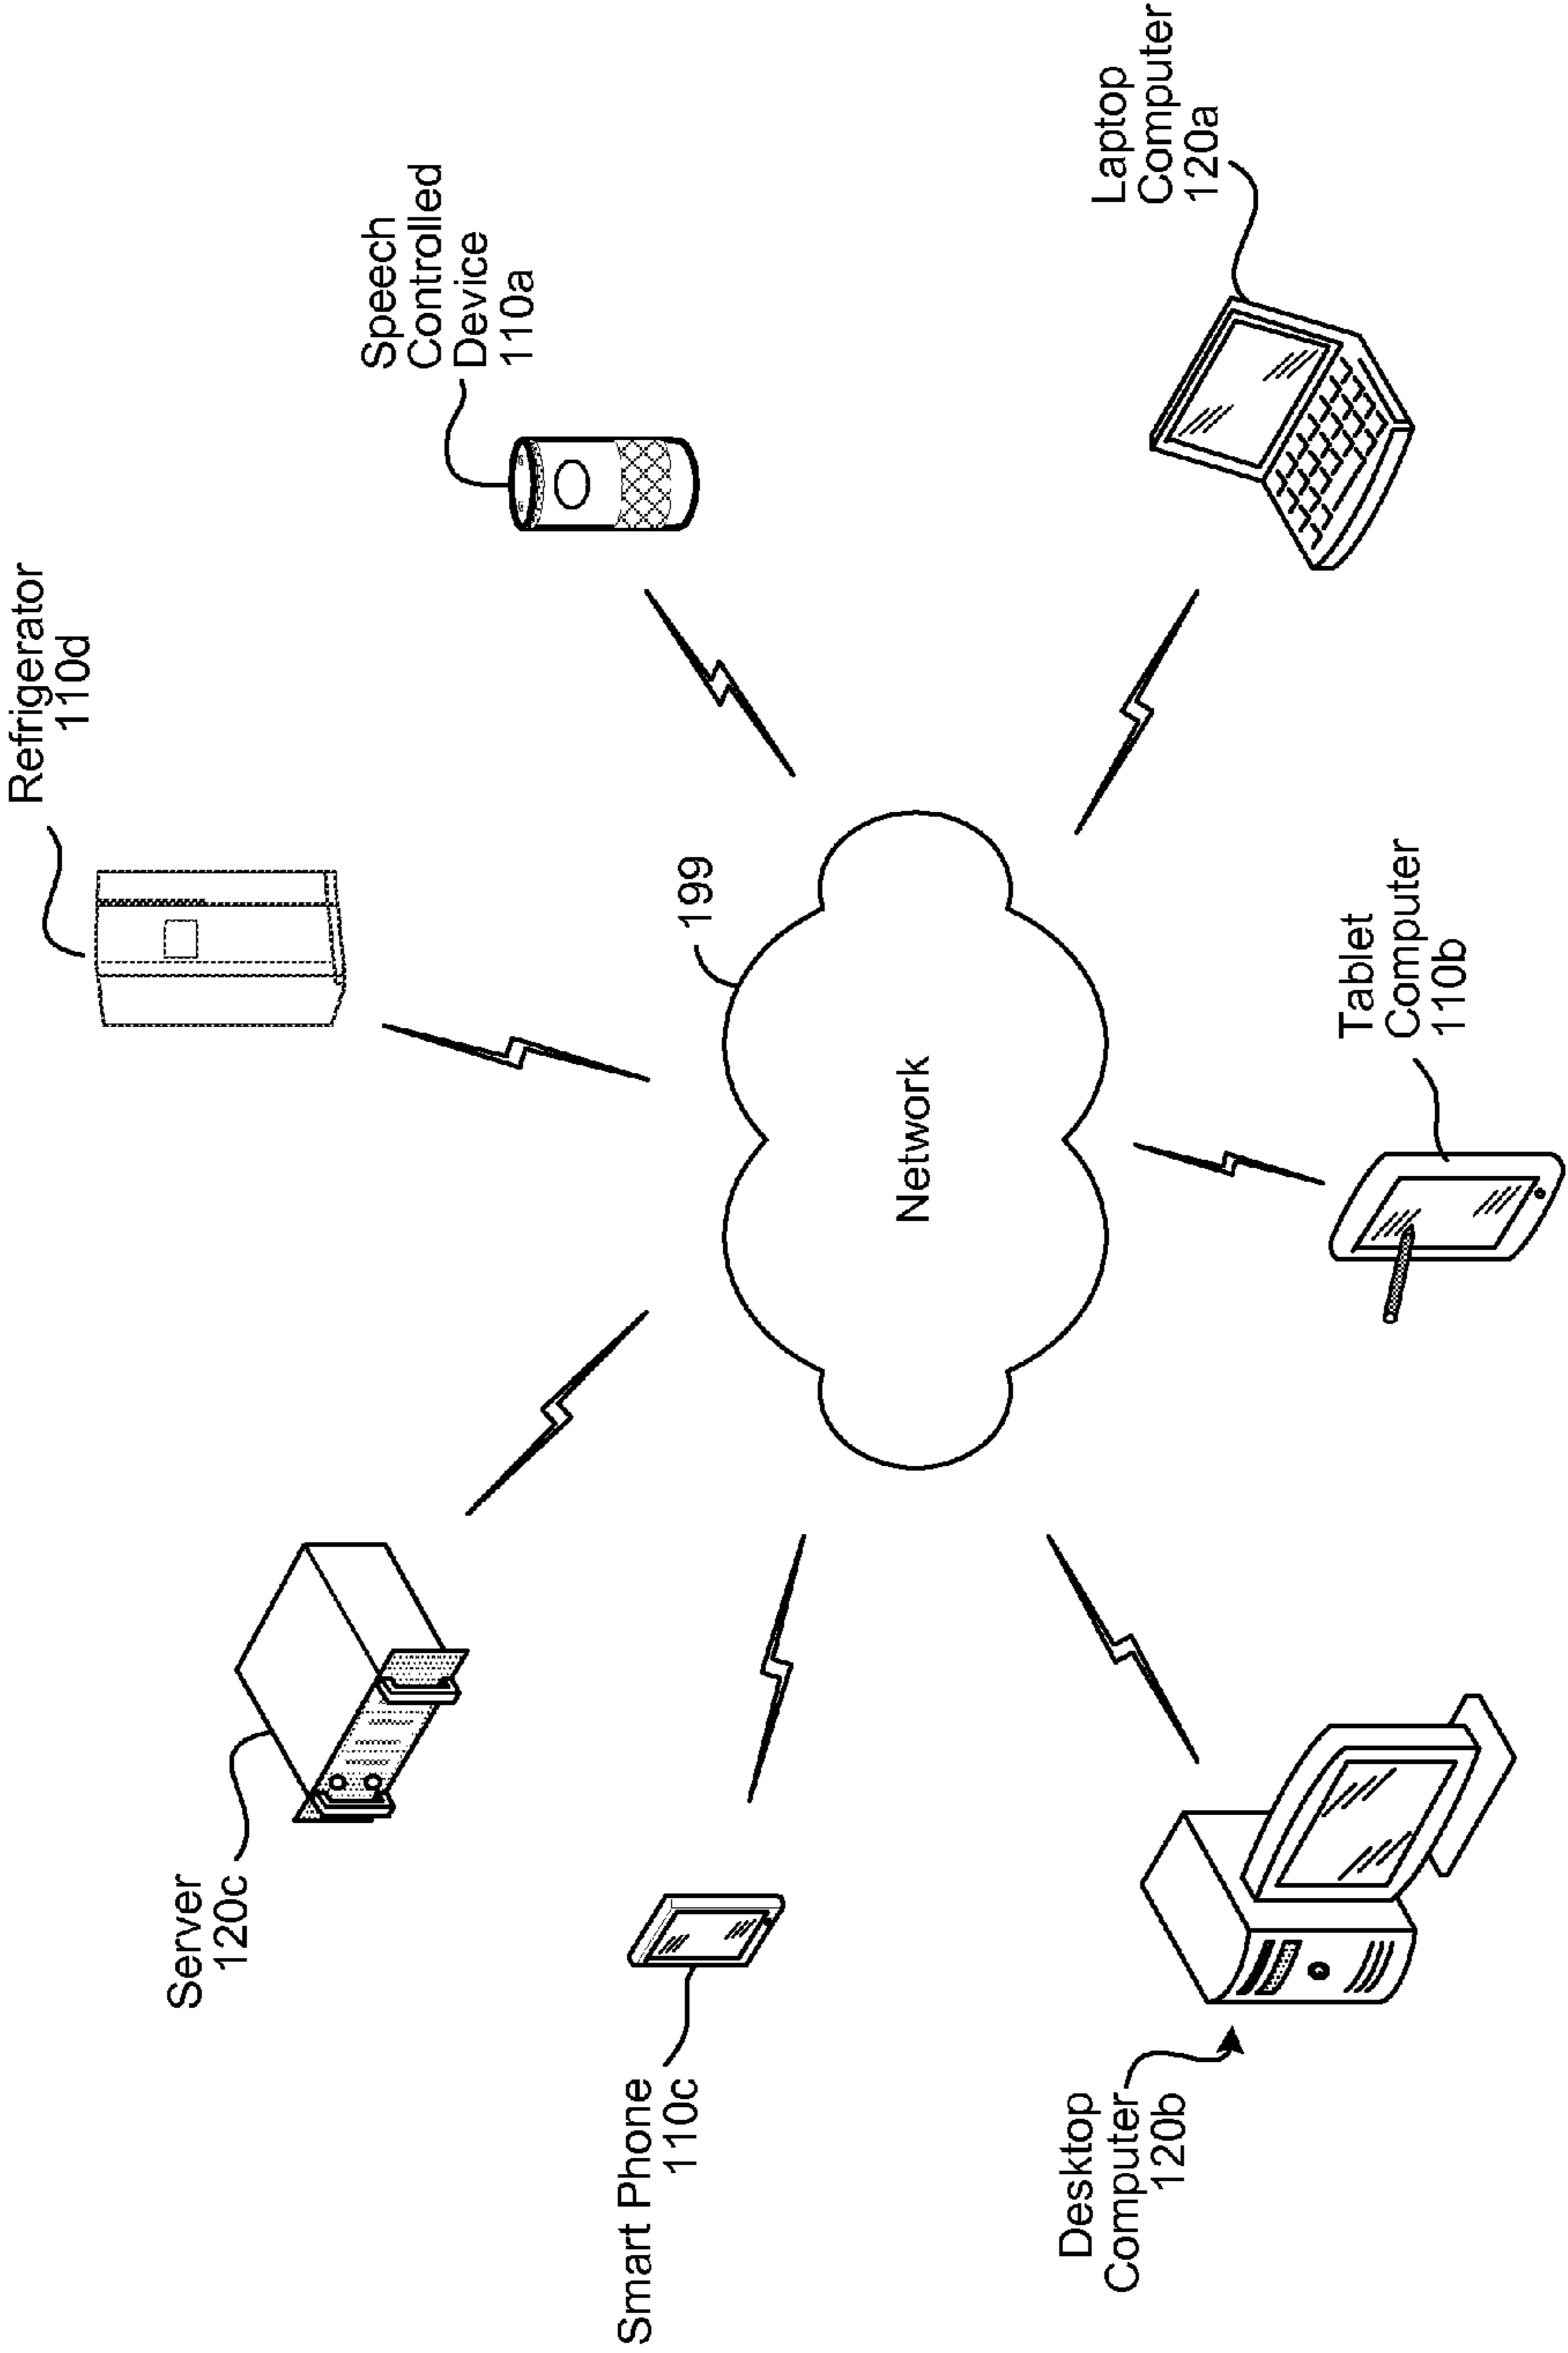 Server
120c
Refrigerator
110d
Speech
Controlled
Device
110a
Smart Phone
110c
199
Network
Desktop
Computer
120b
Tablet
Computer
110b
Laptop
Computer
120a